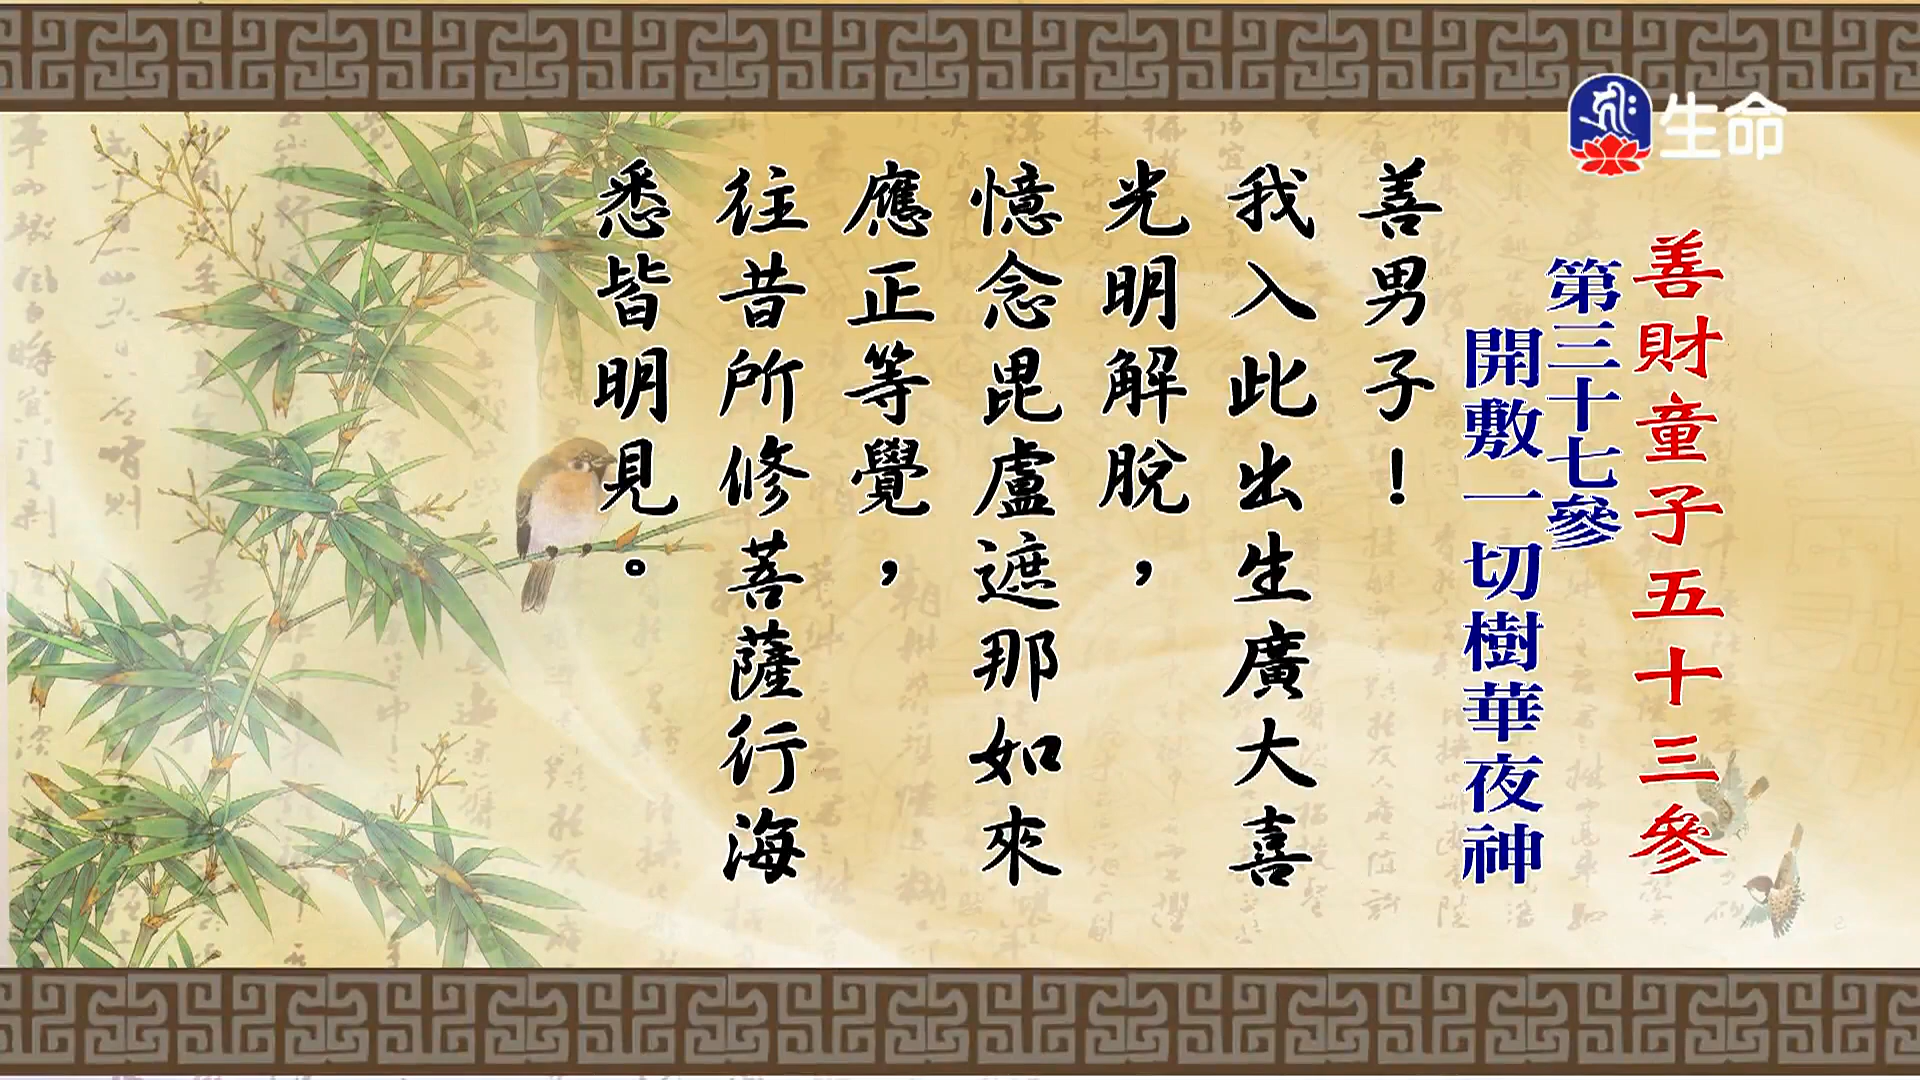 生命
善財童子五十三參
第三十七參
開敷一切樹華夜神
善男子！
我入此出生廣大喜
光明解脫，
憶念毘盧遮那如來
應正等覺，
往昔所修菩薩行海
悉皆明見。